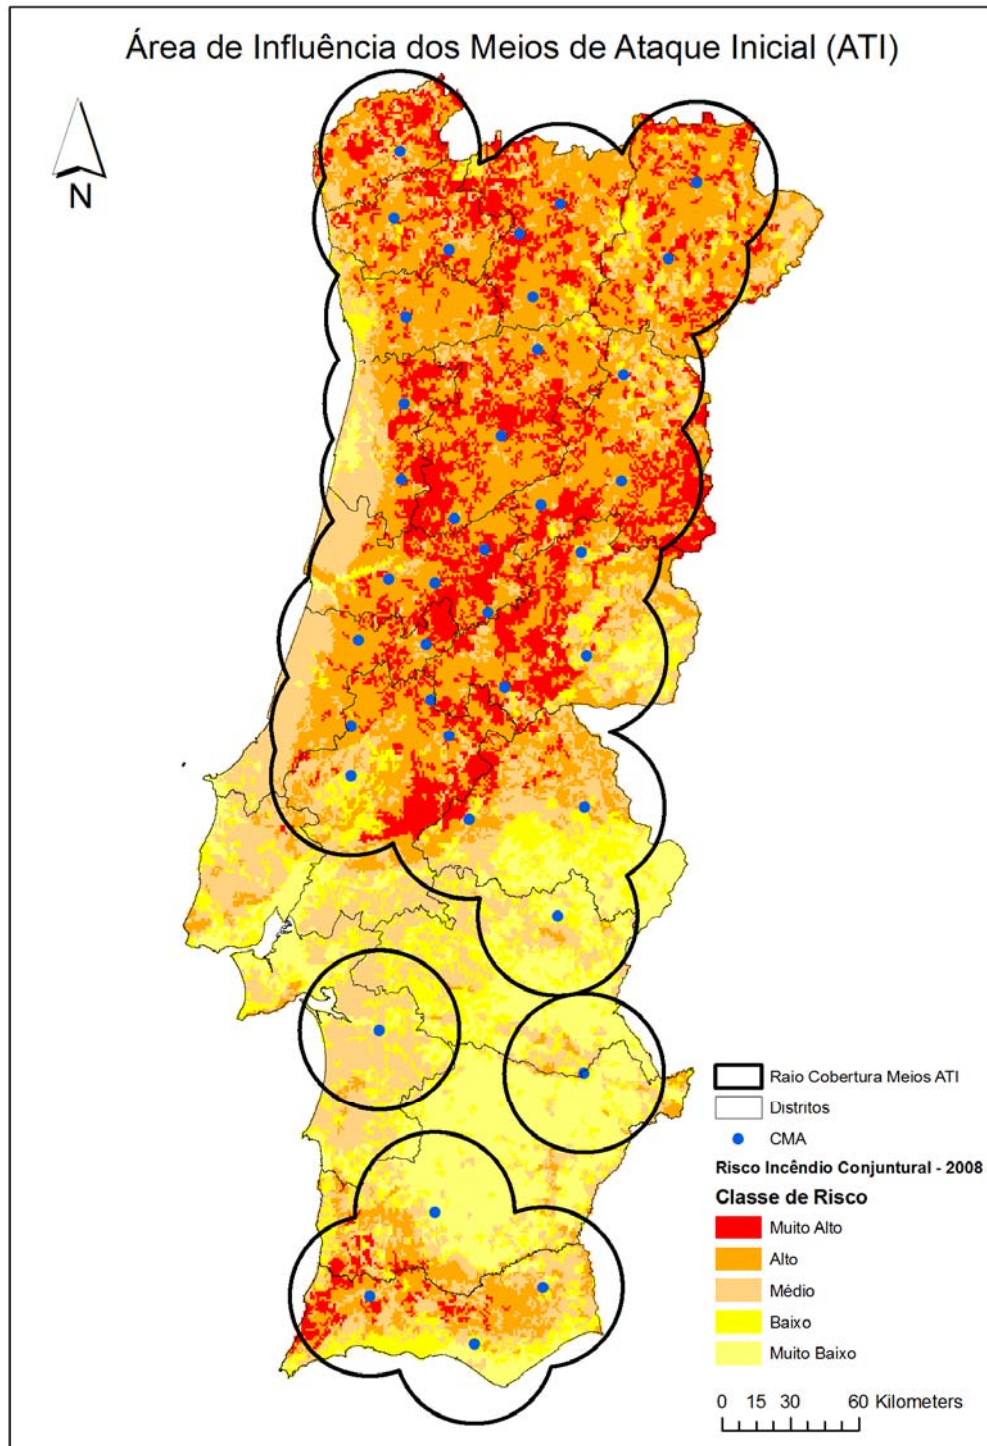 Área de Influência dos Meios de Ataque Inicial (ATI)
N
Raio Cobertura Meios ATI
Distritos
CMA
Risco Incêndio Conjuntural - 2008
Classe de Risco
Muito Alto
Alto
Médio
Baixo
Muito Baixo
0 15 30 60 Kilometers